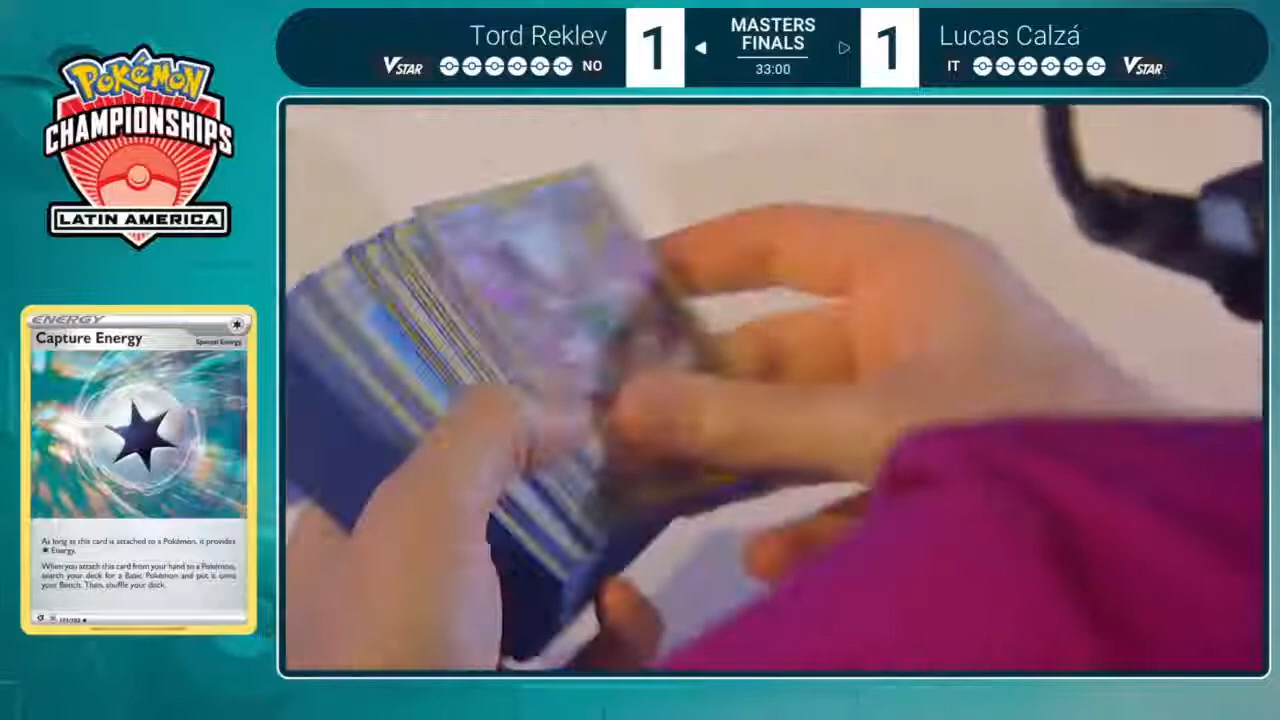 Tord Reklev
VSTAR
NO
1
MASTERS
FINALS
33:00
1
Lucas Calzá
IT
VSTAR
Pokémon
CHAMPIONSHIPS
LATIN AMERICA
ENERGY
Capture Energy
Special Energy
As long as this card is attached to a Pokémon, it provides
Energy.
When you attach this card from your hand to a Pokémon,
search your deck for a Basic Pokémon and put it onto
your Bench. Then, shuffle your deck.